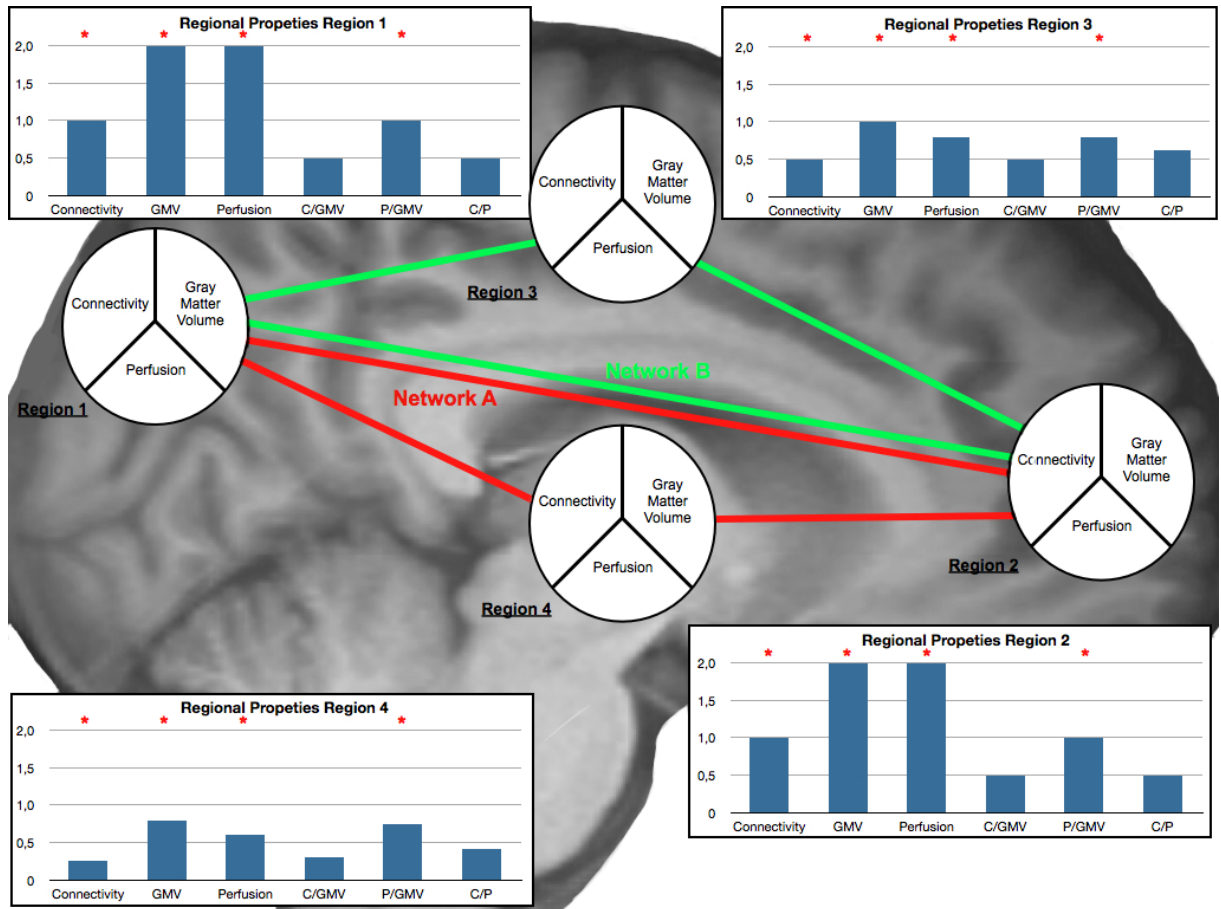 Regional Propeties Region 1
* * * *
2,0
1,5
1,0
0,5
0
Connectivity GMV Perfusion C/GMV P/GMV C/P
Regional Propeties Region 3
* * * *
2,0
1,5
1,0
0,5
0
Connectivity GMV Perfusion C/GMV P/GMV C/P
Connectivity
Gray
Matter
Volume
Perfusion
Region 3
Connectivity
Gray
Matter
Volume
Perfusion
Region 1
Network B
Network A
Connectivity
Gray
Matter
Volume
Perfusion
Region 2
Connectivity
Gray
Matter
Volume
Perfusion
Region 4
Regional Propeties Region 2
* * * *
2,0
1,5
1,0
0,5
0
Connectivity GMV Perfusion C/GMV P/GMV C/P
Regional Propeties Region 4
* * * *
2,0
1,5
1,0
0,5
0
Connectivity GMV Perfusion C/GMV P/GMV C/P